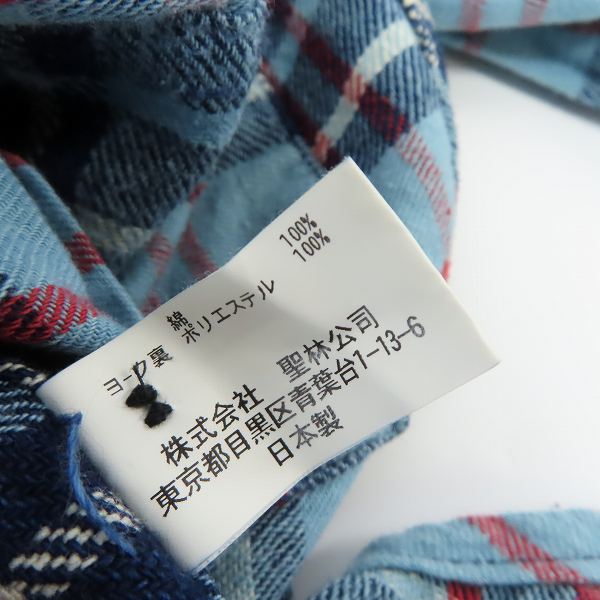 綿 100%
ヨーク裏 ポリエステル 100%
株式会社 聖林公司
東京都目黒区青葉台1-13-6
日本製